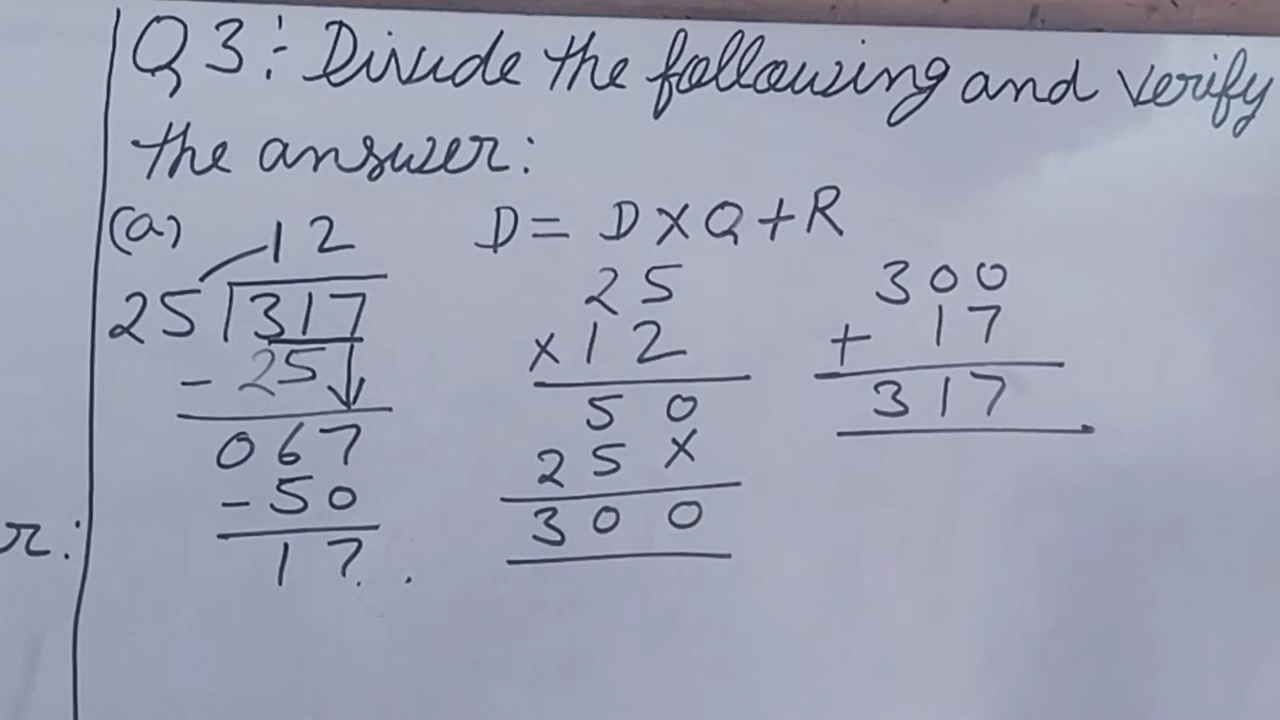 Q 3 :- Divide the following and verify
the answer:
(a) 12
25 317
- 25
067
- 50
17
D = D X Q + R
25
x 12
50
25 x
300
300
+ 17
317
r: